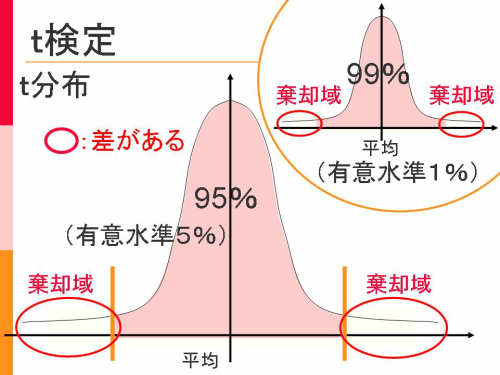 t検定
t分布
：差がある
95%
（有意水準５％）
棄却域
棄却域
平均
99%
棄却域
棄却域
平均
（有意水準１％）